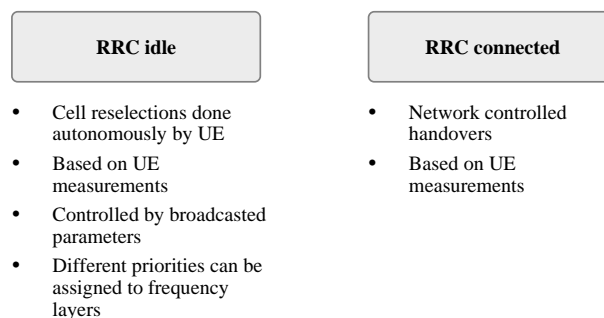 RRC idle
• Cell reselections done
autonomously by UE
• Based on UE
measurements
• Controlled by broadcasted
parameters
• Different priorities can be
assigned to frequency
layers
RRC connected
• Network controlled
handovers
• Based on UE
measurements